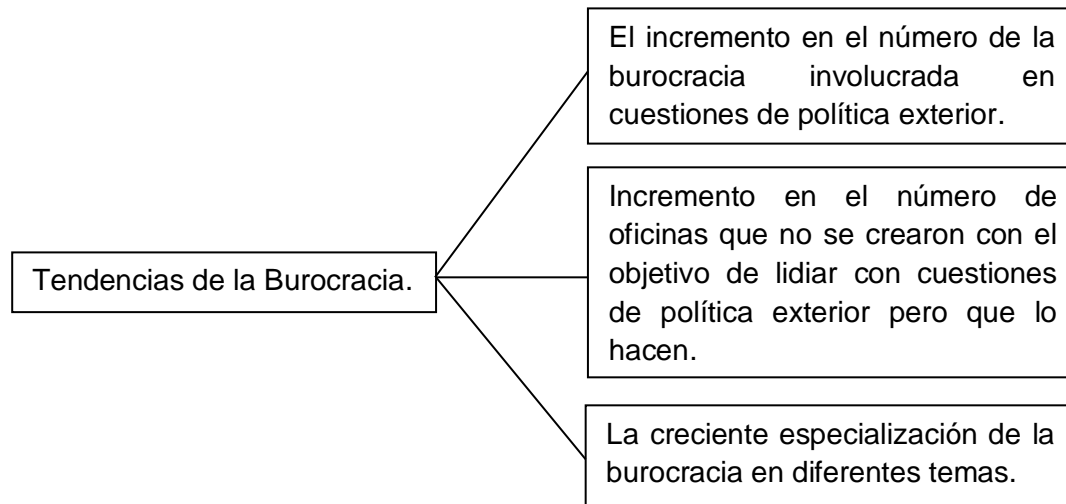 El incremento en el número de la
burocracia involucrada en
cuestiones de política exterior.
Incremento en el número de
oficinas que no se crearon con el
objetivo de lidiar con cuestiones
de política exterior pero que lo
hacen.
Tendencias de la Burocracia.
La creciente especialización de la
burocracia en diferentes temas.